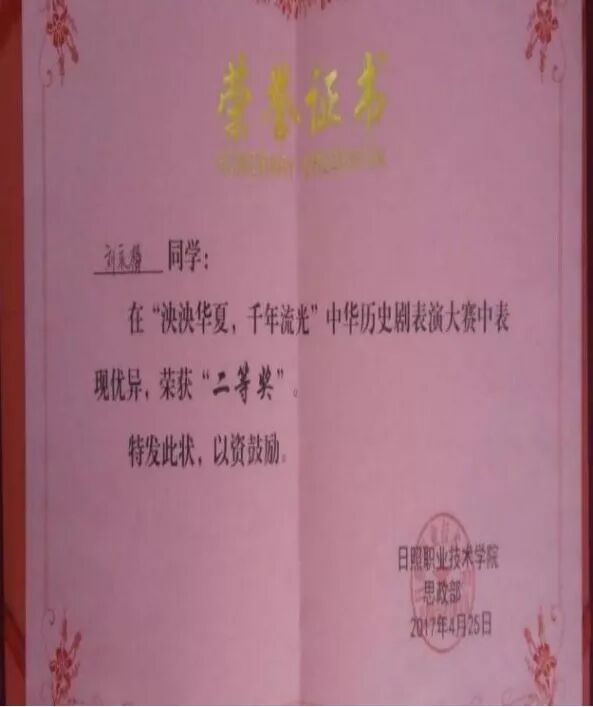 荣誉证书
同学：
在“泱泱华夏，千年流光”中华历史剧表演大赛中表
现优异，荣获“二等奖”。
特发此状，以资鼓励。
日照职业技术学院
思政部
2017年4月25日